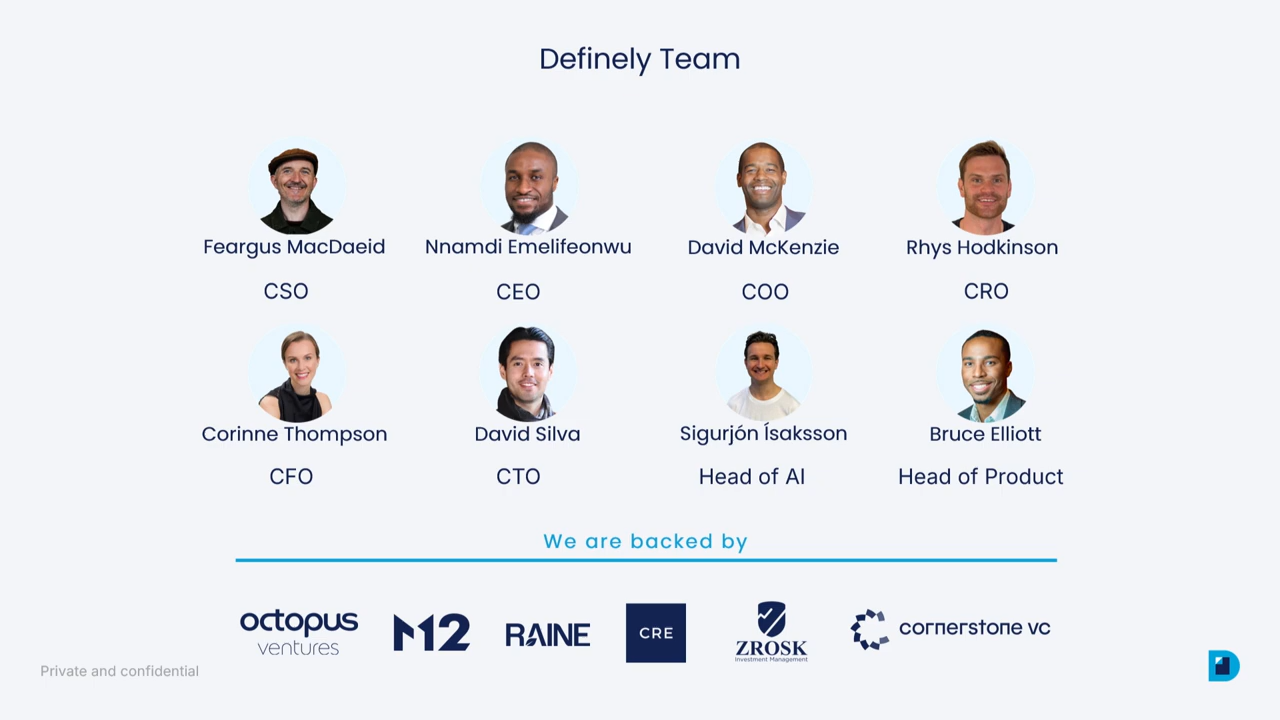 Definely Team
Feargus MacDaeid
Nnamdi Emelifeonwu
David McKenzie
Rhys Hodkinson
CSO
CEO
COO
CRO
Corinne Thompson
David Silva
Sigurjón Ísaksson
Bruce Elliott
CFO
CTO
Head of AI
Head of Product
We are backed by
octopus
ventures
M12
RAINE
CRE
ZROSK
Investment Management
cornerstone vc
Private and confidential